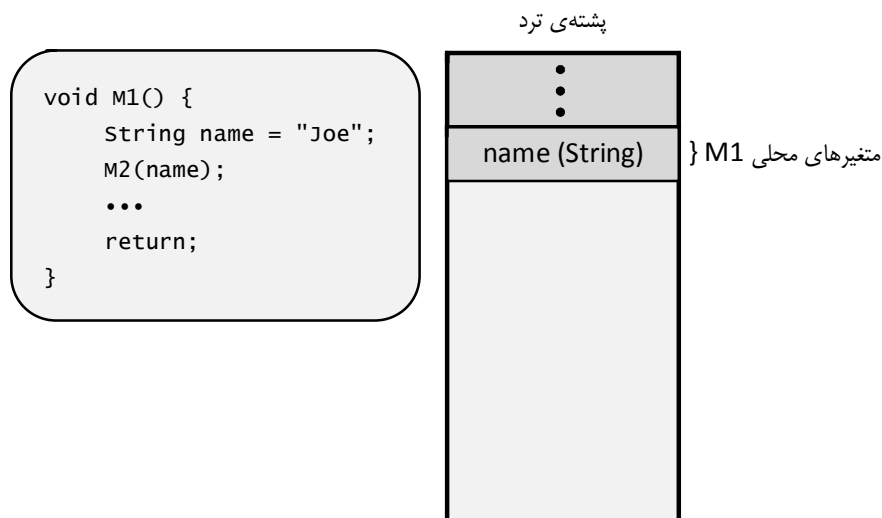 پشته‌ی ترد
void M1() {
String name = "Joe";
M2(name);
•••
return;
}
name (String)
متغیرهای محلی M1 {